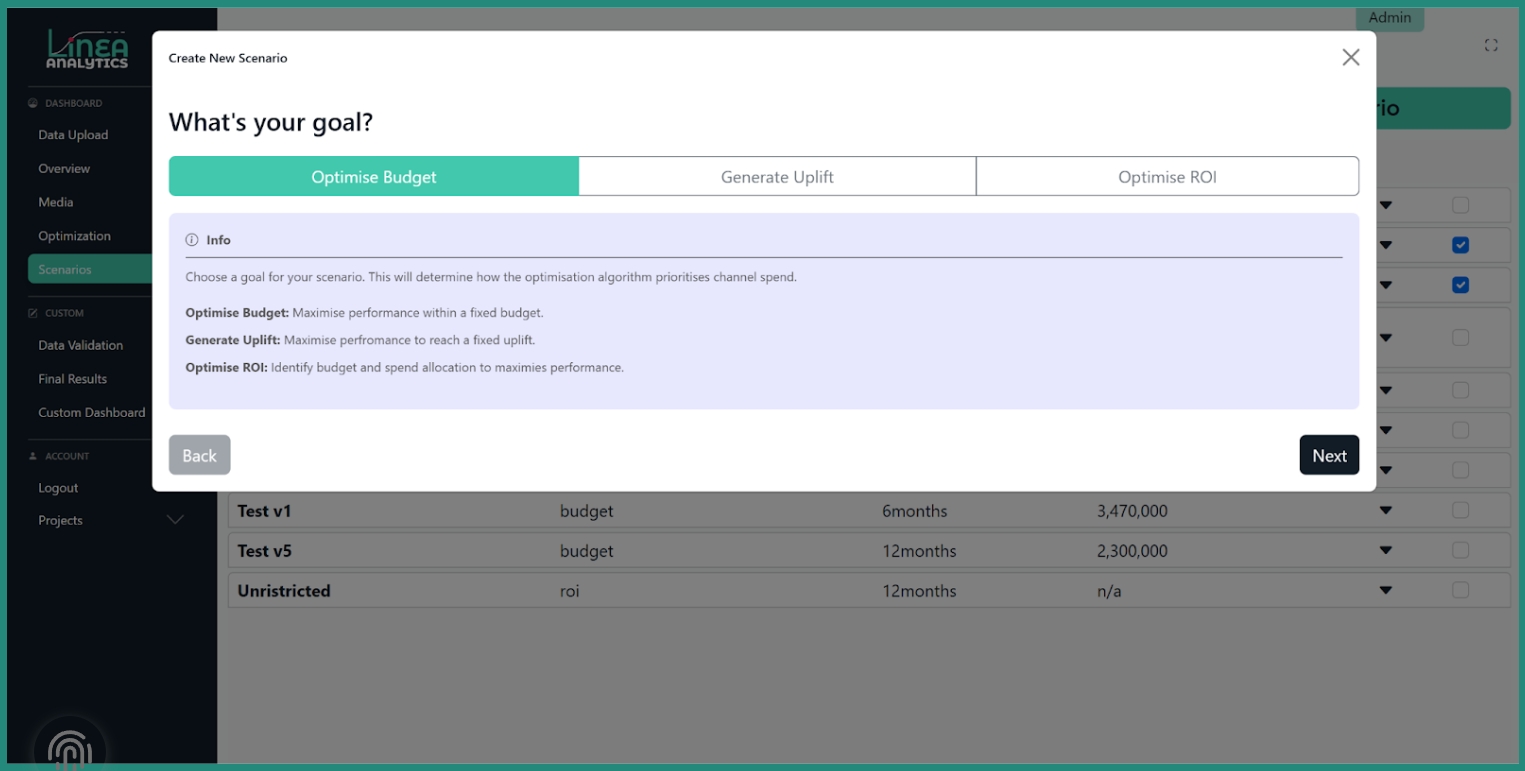 Linea
ANALYTICS
DASHBOARD
Data Upload
Overview
Media
Optimization
Scenarios
CUSTOM
Data Validation
Final Results
Custom Dashboard
ACCOUNT
Logout
Projects
Admin
Create New Scenario
What's your goal?
Optimise Budget Generate Uplift Optimise ROI
Info
Choose a goal for your scenario. This will determine how the optimisation algorithm prioritises channel spend.
Optimise Budget: Maximise performance within a fixed budget.
Generate Uplift: Maximise perfromance to reach a fixed uplift.
Optimise ROI: Identify budget and spend allocation to maximies performance.
Back Next
io
Test v1 budget 6months 3,470,000
Test v5 budget 12months 2,300,000
Unristricted roi 12months n/a